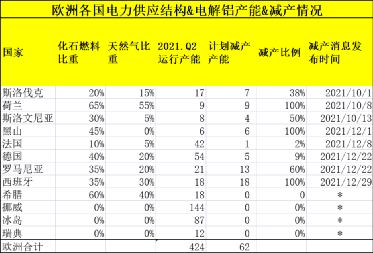 欧洲各国电力供应结构&电解铝产能&减产情况
国家 化石燃料比重 天然气比重 2021.Q2运行产能 计划减产产能 减产比例 减产消息发布时间
斯洛伐克 20% 15% 17 7 38% 2021/10/1
荷兰 65% 55% 9 9 100% 2021/10/8
斯洛文尼亚 30% 5% 8 4 50% 2021/10/13
黑山 45% 0% 6 6 100% 2021/12/1
法国 10% 5% 42 1 2% 2021/12/8
德国 40% 20% 54 5 9% 2021/12/22
罗马尼亚 35% 20% 21 13 60% 2021/12/22
西班牙 35% 30% 18 18 100% 2021/12/29
希腊 60% 40% 18 0 0 *
挪威 0% 0% 144 0 0% *
冰岛 0% 0% 87 0 0% *
瑞典 0% 0% 12 0 0% *
欧洲合计 424 62